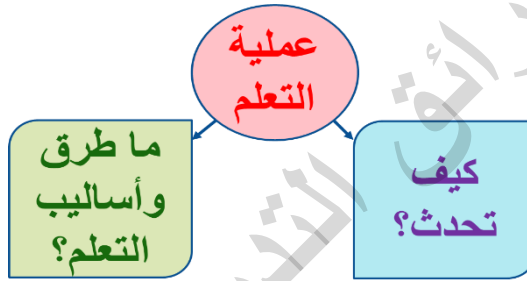 عملية
التعلم
كيف
تحدث؟
ما طرق
وأساليب
التعلم؟